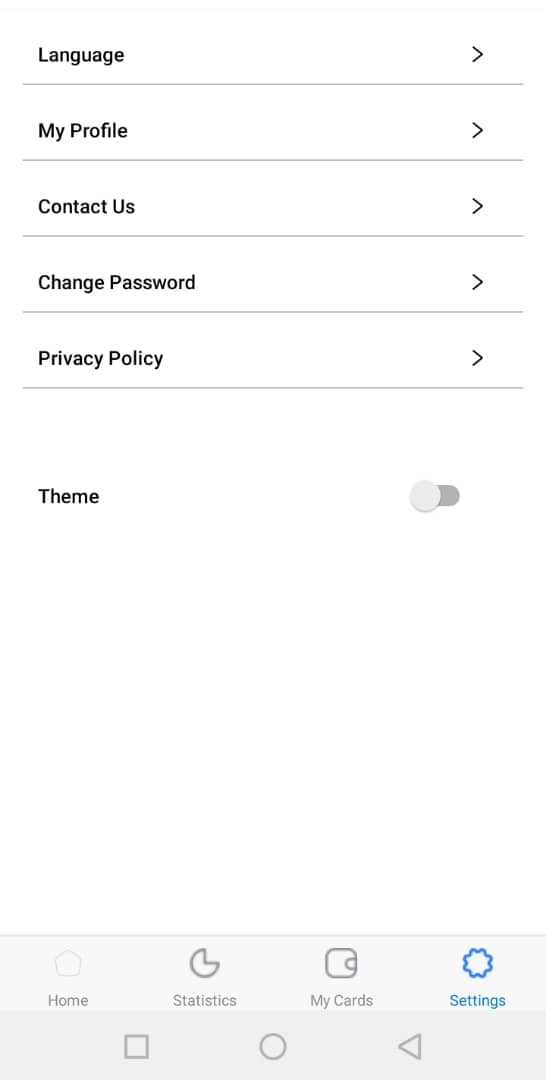 Language
My Profile
Contact Us
Change Password
Privacy Policy
Theme
Home
Statistics
My Cards
Settings